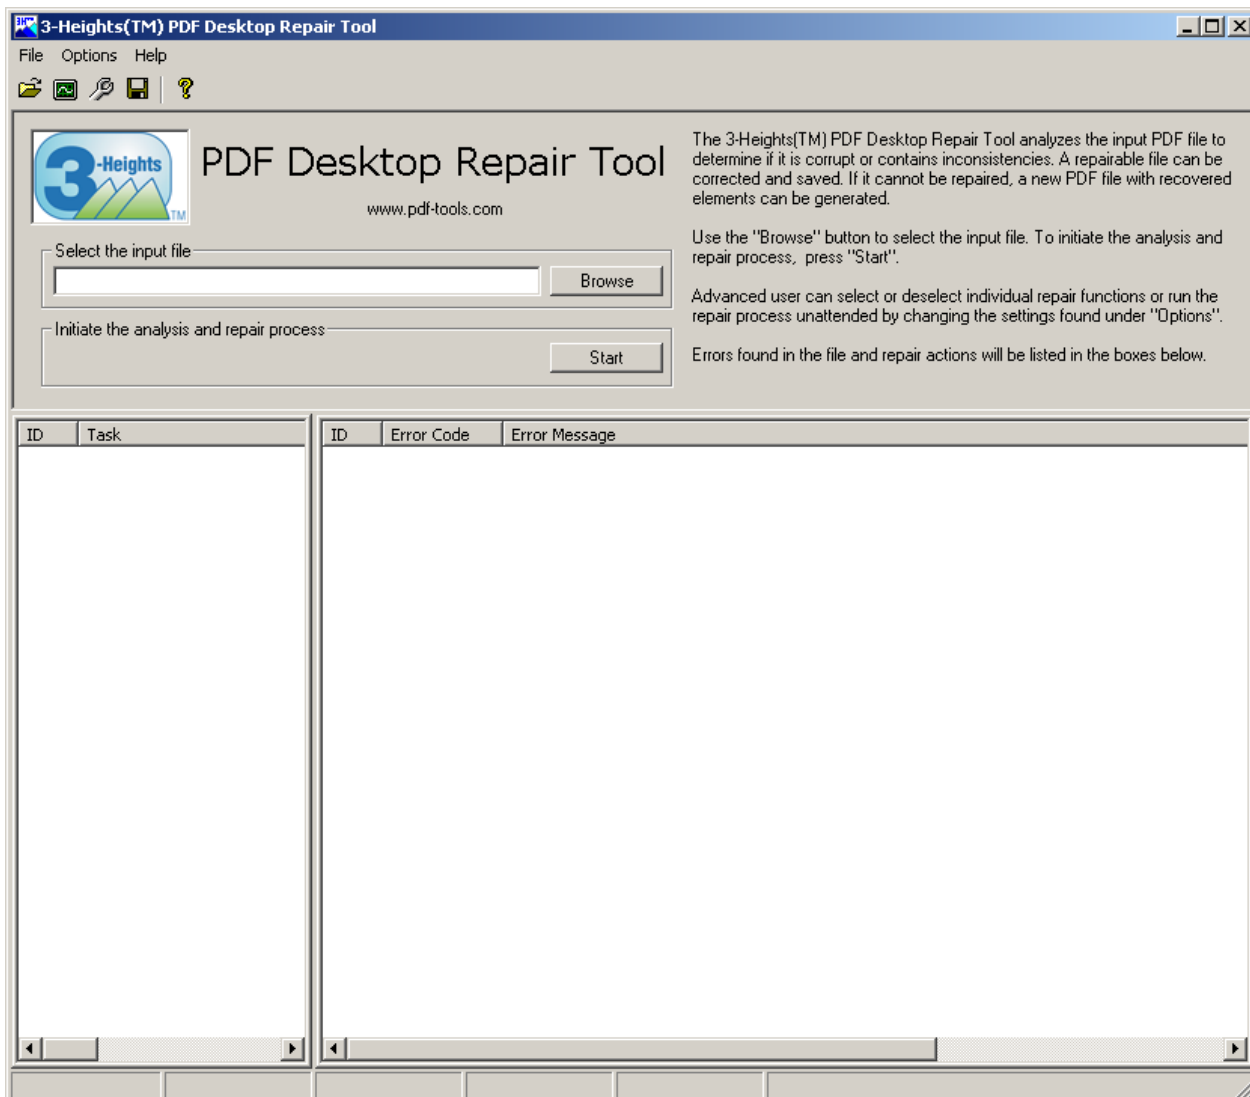 3-Heights(TM) PDF Desktop Repair Tool
File Options Help
3-Heights
TM
PDF Desktop Repair Tool
www.pdf-tools.com
Select the input file
Browse
Initiate the analysis and repair process
Start
The 3-Heights(TM) PDF Desktop Repair Tool analyzes the input PDF file to
determine if it is corrupt or contains inconsistencies. A repairable file can be
corrected and saved. If it cannot be repaired, a new PDF file with recovered
elements can be generated.
Use the "Browse" button to select the input file. To initiate the analysis and
repair process, press "Start".
Advanced user can select or deselect individual repair functions or run the
repair process unattended by changing the settings found under "Options".
Errors found in the file and repair actions will be listed in the boxes below.
ID Task
ID Error Code Error Message